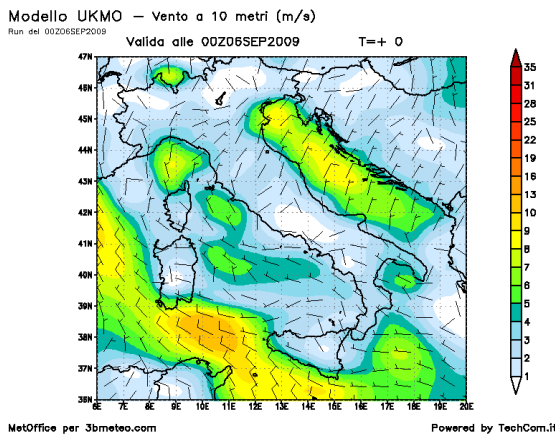 Modello UKMO – Vento a 10 metri (m/s)
Run del 00Z06SEP2009
Valida alle 00Z06SEP2009 T=+ 0
47N
46N
45N
44N
43N
42N
41N
40N
39N
38N
37N
36N
6E 7E 8E 9E 10E 11E 12E 13E 14E 15E 16E 17E 18E 19E 20E
35
31
28
25
22
19
16
13
10
9
8
7
6
5
4
3
2
1
MetOffice per 3bmeteo.com Powered by TechCom.it